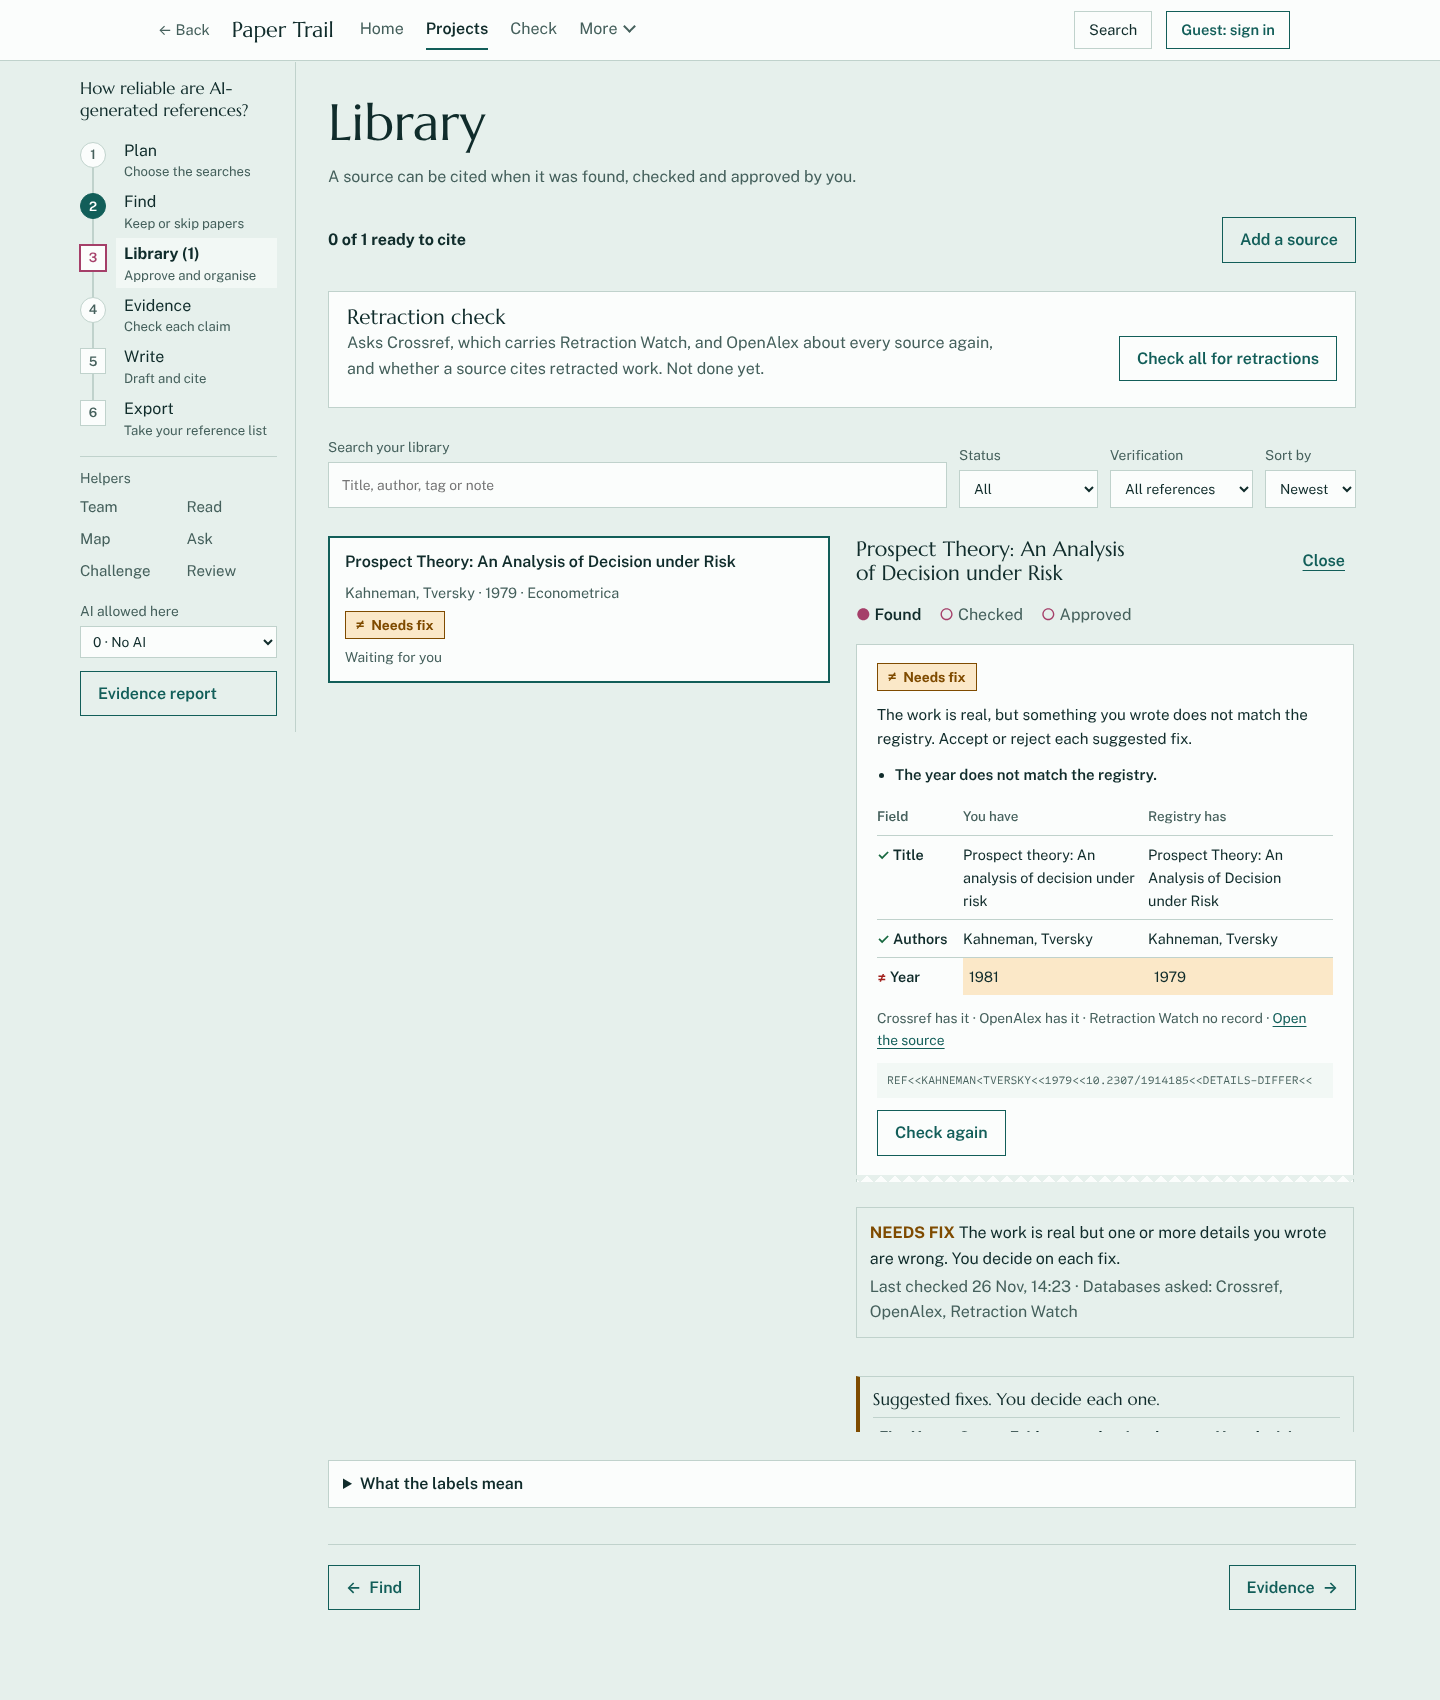 ← Back Paper Trail Home Projects Check More Search Guest: sign in
How reliable are AI-
generated references?
1 Plan
Choose the searches
2 Find
Keep or skip papers
3 Library (1)
Approve and organise
4 Evidence
Check each claim
5 Write
Draft and cite
6 Export
Take your reference list
Helpers
Team Read
Map Ask
Challenge Review
AI allowed here
0 · No AI
Evidence report
Library
A source can be cited when it was found, checked and approved by you.
0 of 1 ready to cite
Add a source
Retraction check
Asks Crossref, which carries Retraction Watch, and OpenAlex about every source again,
and whether a source cites retracted work. Not done yet.
Check all for retractions
Search your library
Title, author, tag or note
Status
All
Verification
All references
Sort by
Newest
Prospect Theory: An Analysis of Decision under Risk
Kahneman, Tversky · 1979 · Econometrica
≠ Needs fix
Waiting for you
Prospect Theory: An Analysis
of Decision under Risk
Close
Found Checked Approved
≠ Needs fix
The work is real, but something you wrote does not match the
registry. Accept or reject each suggested fix.
• The year does not match the registry.
Field You have Registry has
✓ Title Prospect theory: An Prospect Theory: An
analysis of decision under Analysis of Decision
risk under Risk
✓ Authors Kahneman, Tversky Kahneman, Tversky
≠ Year 1981 1979
Crossref has it · OpenAlex has it · Retraction Watch no record · Open
the source
REF<<KAHNEMAN<TVERSKY<<1979<<10.2307/1914185<<DETAILS-DIFFER<<
Check again
NEEDS FIX The work is real but one or more details you wrote
are wrong. You decide on each fix.
Last checked 26 Nov, 14:23 · Databases asked: Crossref,
OpenAlex, Retraction Watch
Suggested fixes. You decide each one.
What the labels mean
← Find
Evidence →